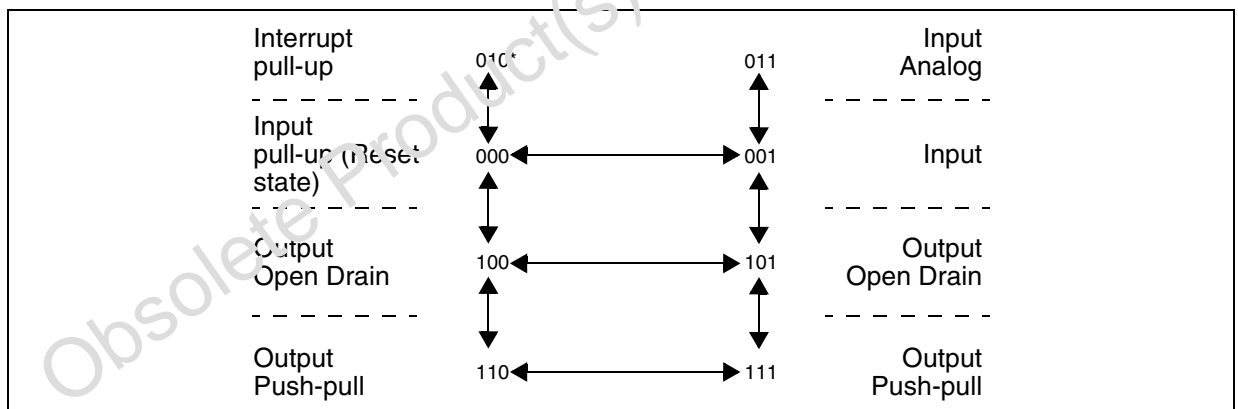 Interrupt
pull-up
010*
011
Input
Analog
Input
pull-up (Reset
state)
000
001
Input
Output
Open Drain
100
101
Output
Open Drain
Output
Push-pull
110
111
Output
Push-pull
Obsolete Product(s)